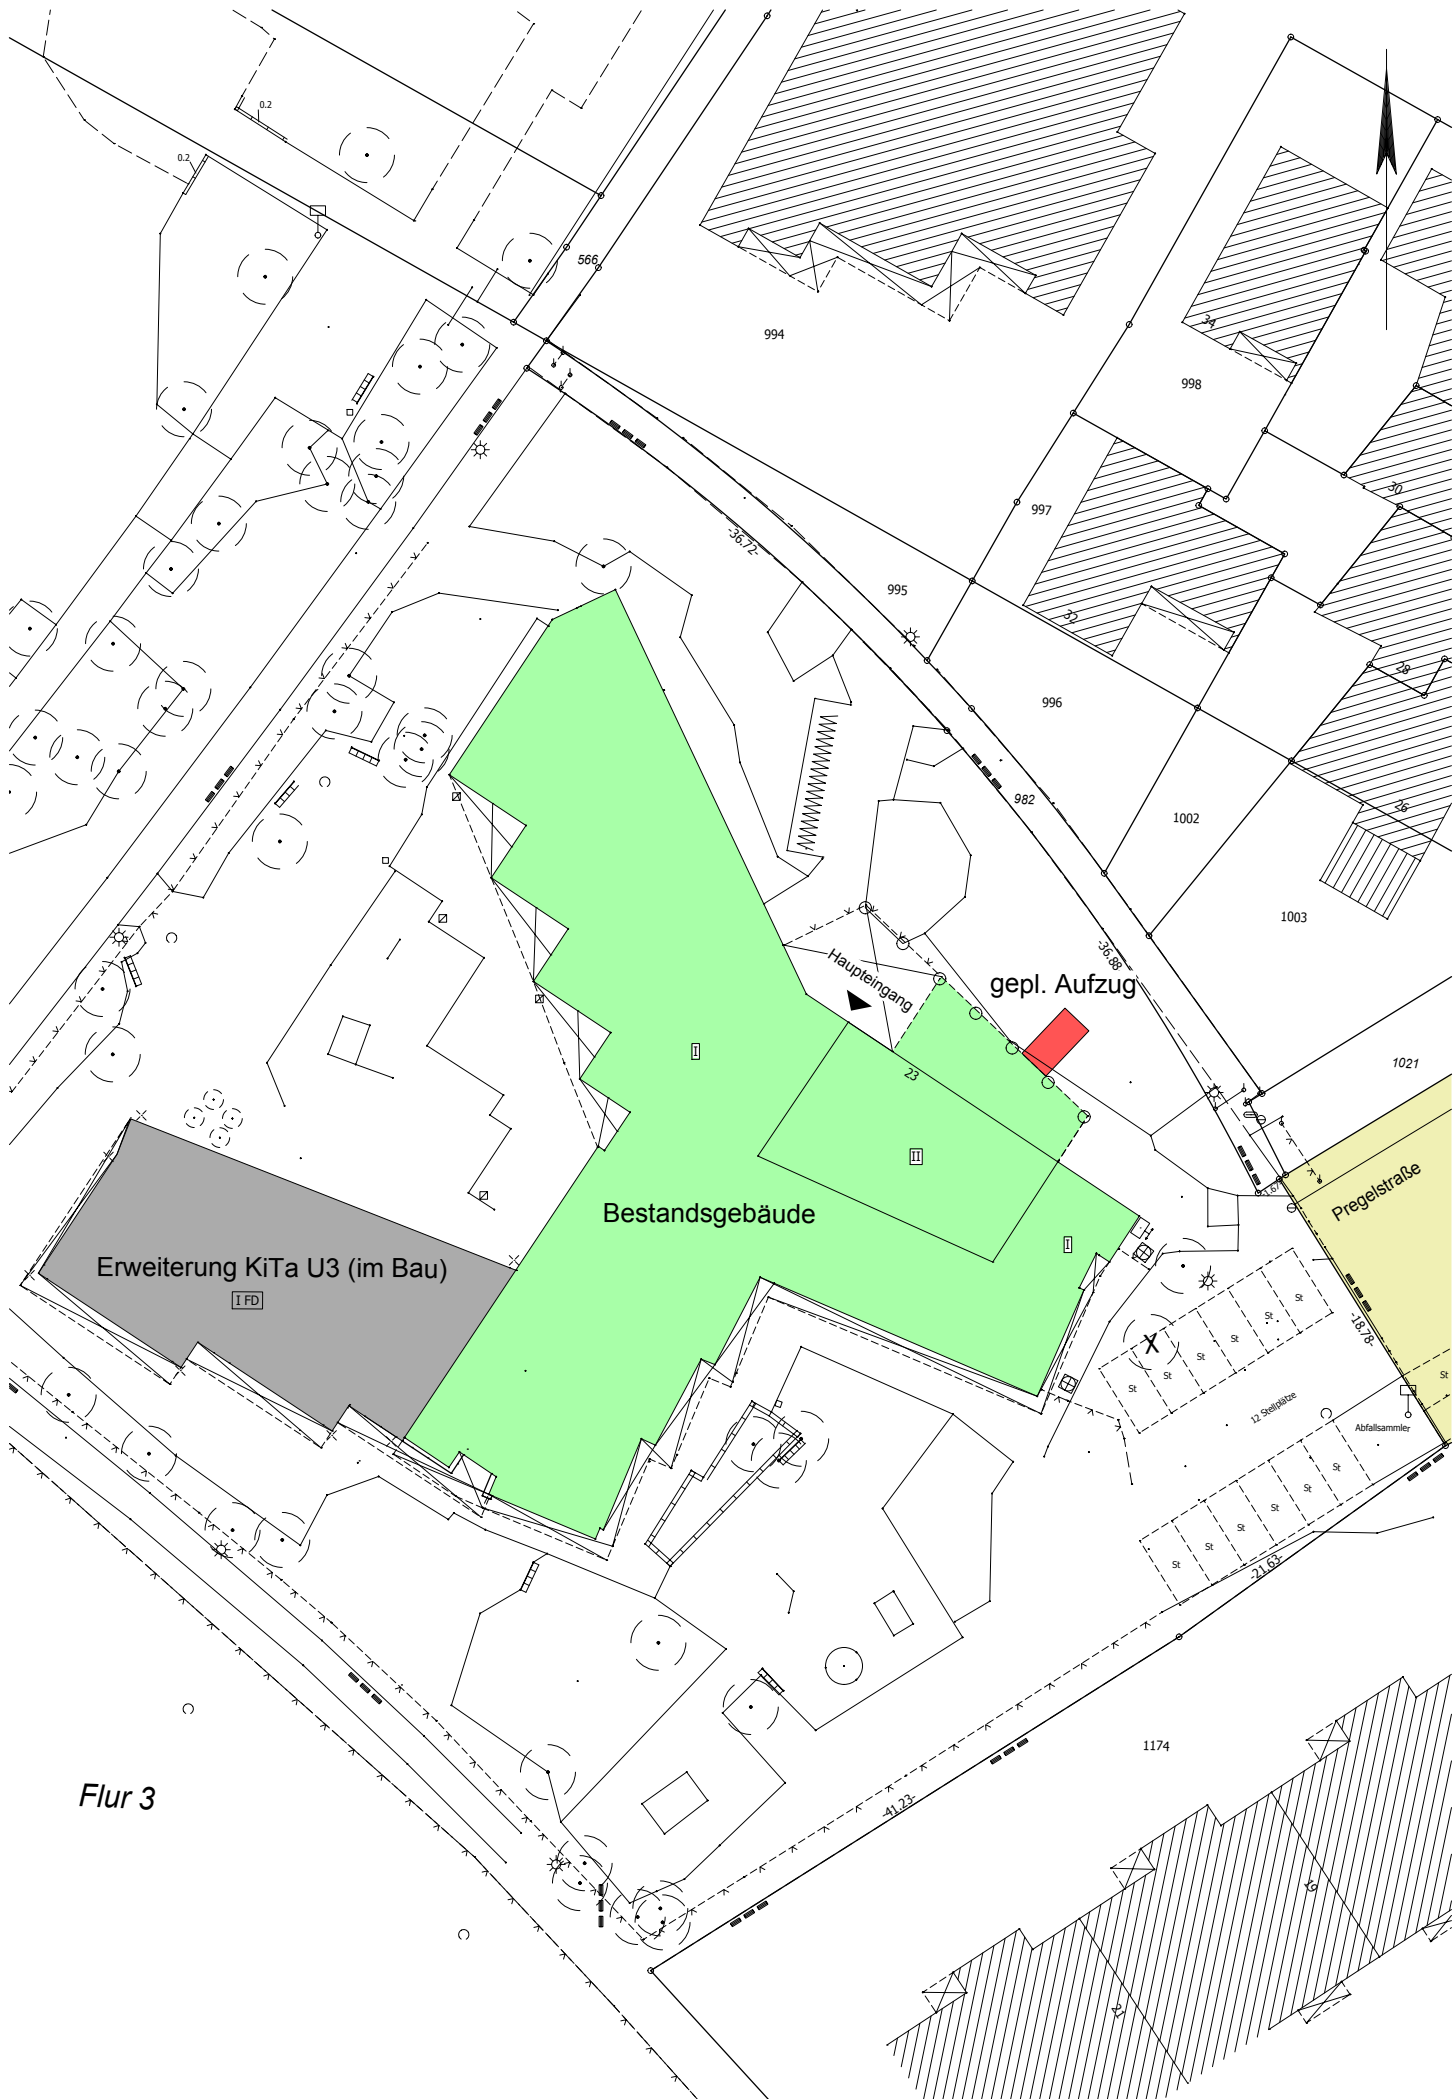 0.2
0.2
566
994
34
998
30
997
-36.72-
995
32
28
996
982
26
1002
1003
-36.88-
Haupteingang
gepl. Aufzug
I
23
1021
II
Pregelstraße
Bestandsgebäude
I
Erweiterung KiTa U3 (im Bau)
I FD
St
St
St
St
St
St
-18.78-
X
St
12 Stellplätze
Abfallsammler
St
St
St
St
St
St
-21.63-
1174
Flur 3
-41.23-
19
21